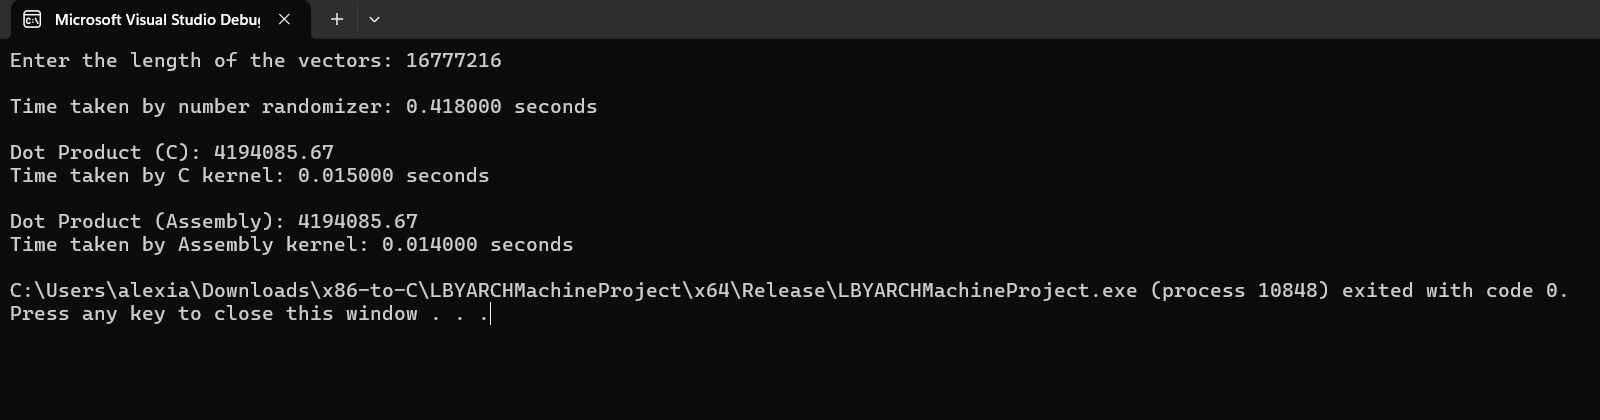 Microsoft Visual Studio Debu
Enter the length of the vectors: 16777216
Time taken by number randomizer: 0.418000 seconds
Dot Product (C): 4194085.67
Time taken by C kernel: 0.015000 seconds
Dot Product (Assembly): 4194085.67
Time taken by Assembly kernel: 0.014000 seconds
C:\Users\alexia\Downloads\x86-to-C\LBYARCHMachineProject\x64\Release\LBYARCHMachineProject.exe (process 10848) exited with code 0.
Press any key to close this window . . .